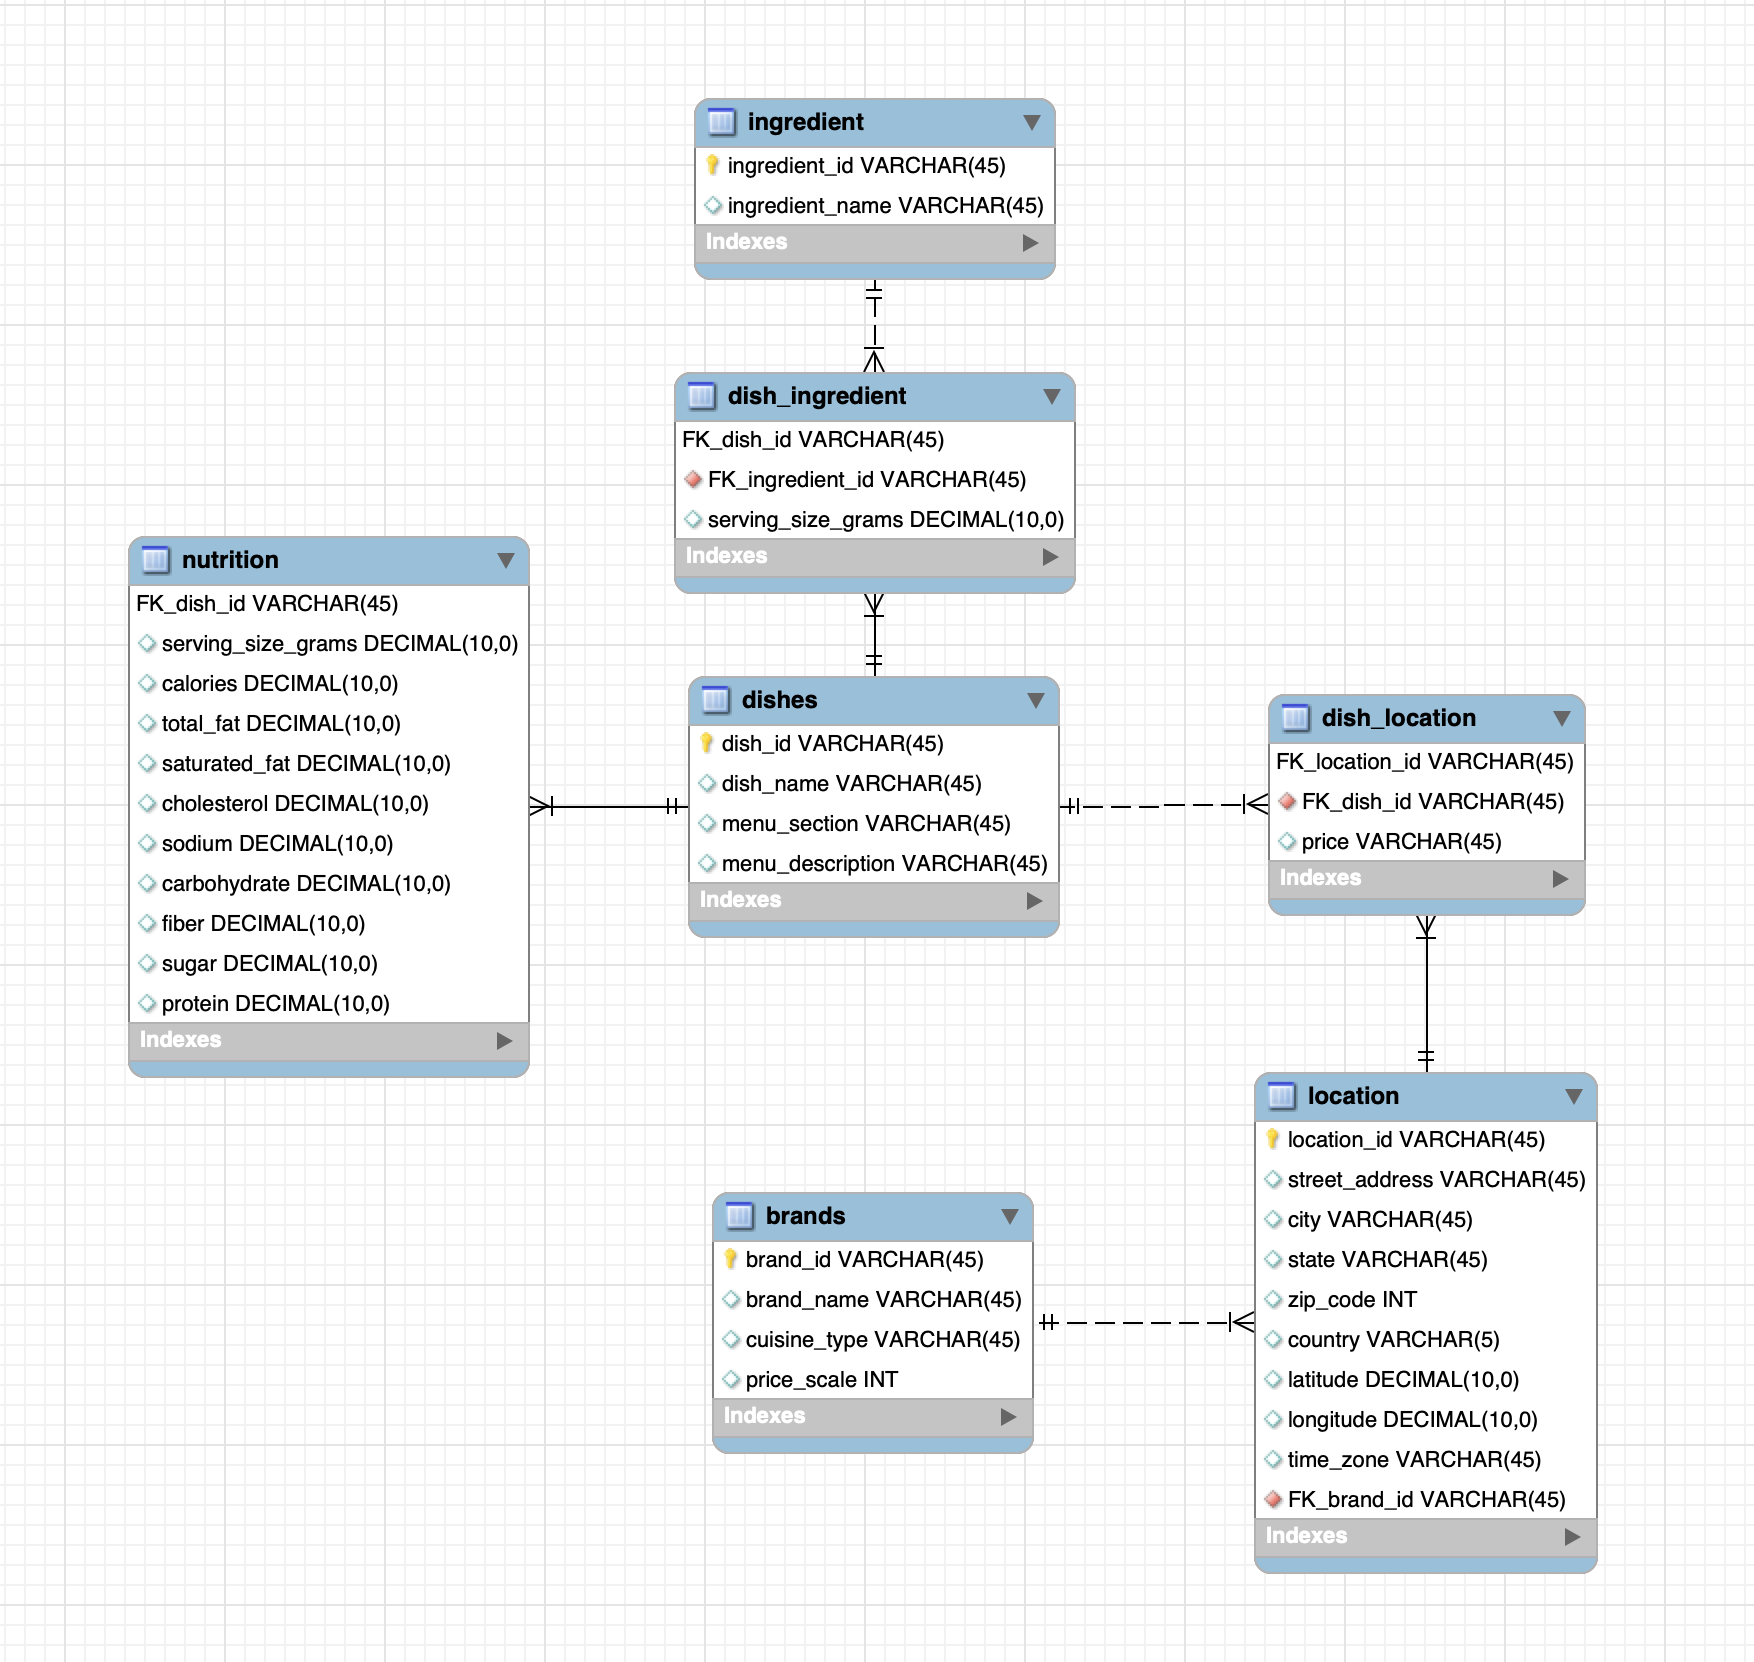 ingredient
ingredient_id VARCHAR(45)
ingredient_name VARCHAR(45)
Indexes
dish_ingredient
FK_dish_id VARCHAR(45)
FK_ingredient_id VARCHAR(45)
serving_size_grams DECIMAL(10,0)
Indexes
nutrition
FK_dish_id VARCHAR(45)
serving_size_grams DECIMAL(10,0)
calories DECIMAL(10,0)
total_fat DECIMAL(10,0)
saturated_fat DECIMAL(10,0)
cholesterol DECIMAL(10,0)
sodium DECIMAL(10,0)
carbohydrate DECIMAL(10,0)
fiber DECIMAL(10,0)
sugar DECIMAL(10,0)
protein DECIMAL(10,0)
Indexes
dishes
dish_id VARCHAR(45)
dish_name VARCHAR(45)
menu_section VARCHAR(45)
menu_description VARCHAR(45)
Indexes
dish_location
FK_location_id VARCHAR(45)
FK_dish_id VARCHAR(45)
price VARCHAR(45)
Indexes
brands
brand_id VARCHAR(45)
brand_name VARCHAR(45)
cuisine_type VARCHAR(45)
price_scale INT
Indexes
location
location_id VARCHAR(45)
street_address VARCHAR(45)
city VARCHAR(45)
state VARCHAR(45)
zip_code INT
country VARCHAR(5)
latitude DECIMAL(10,0)
longitude DECIMAL(10,0)
time_zone VARCHAR(45)
FK_brand_id VARCHAR(45)
Indexes